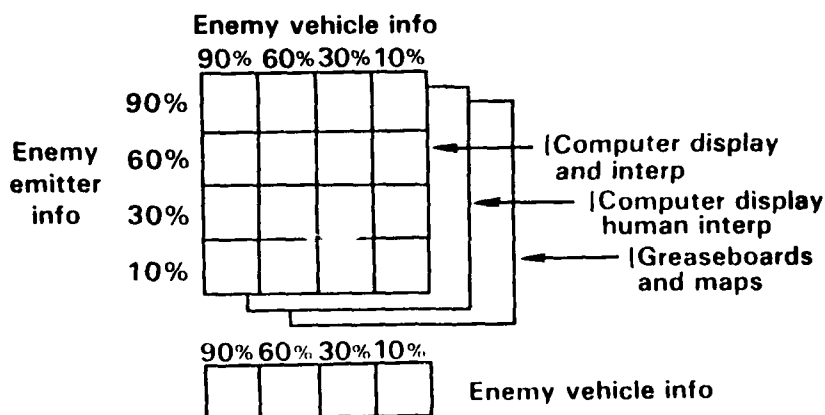 Enemy vehicle info
90% 60% 30% 10%
90%
60%
30%
10%
Enemy
emitter
info
(Computer display
and interp
(Computer display
human interp
(Greaseboards
and maps
90% 60% 30% 10%
Enemy vehicle info